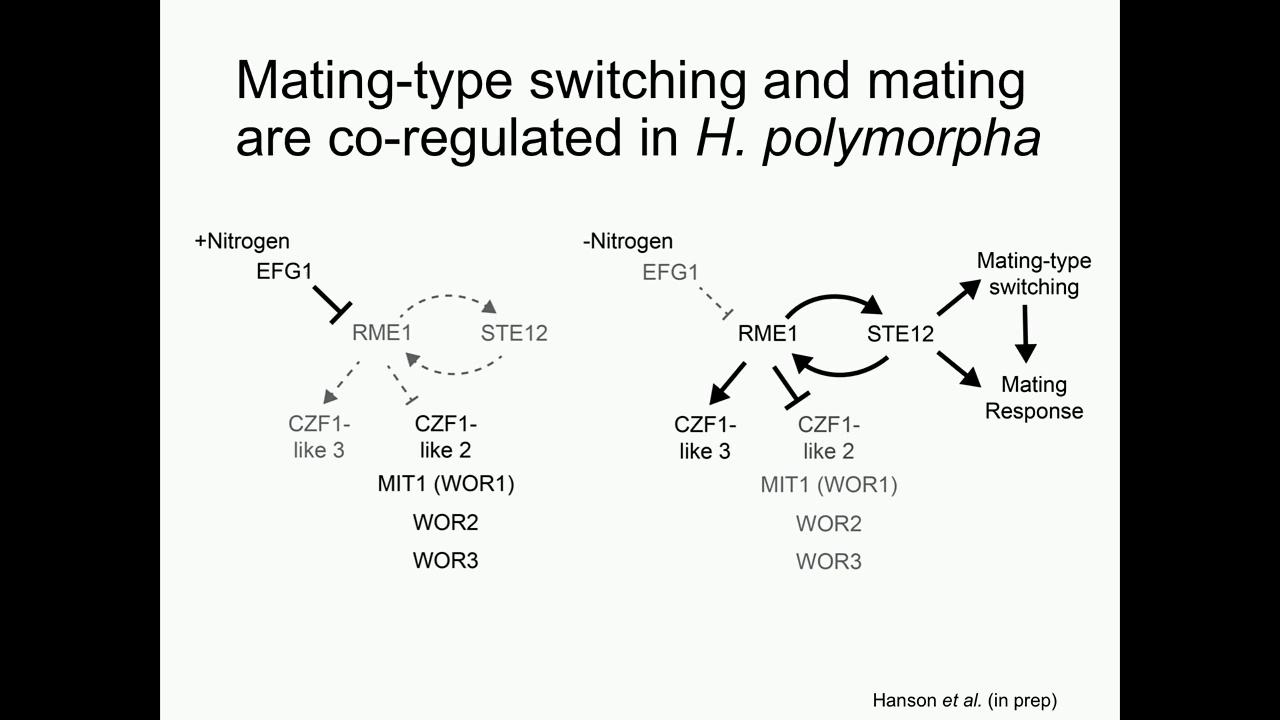 Mating-type switching and mating
are co-regulated in H. polymorpha
+Nitrogen
EFG1
RME1
STE12
CZF1-
like 3
CZF1-
like 2
MIT1 (WOR1)
WOR2
WOR3
-Nitrogen
EFG1
RME1
STE12
Mating-type
switching
Mating
Response
CZF1-
like 3
CZF1-
like 2
MIT1 (WOR1)
WOR2
WOR3
Hanson et al. (in prep)